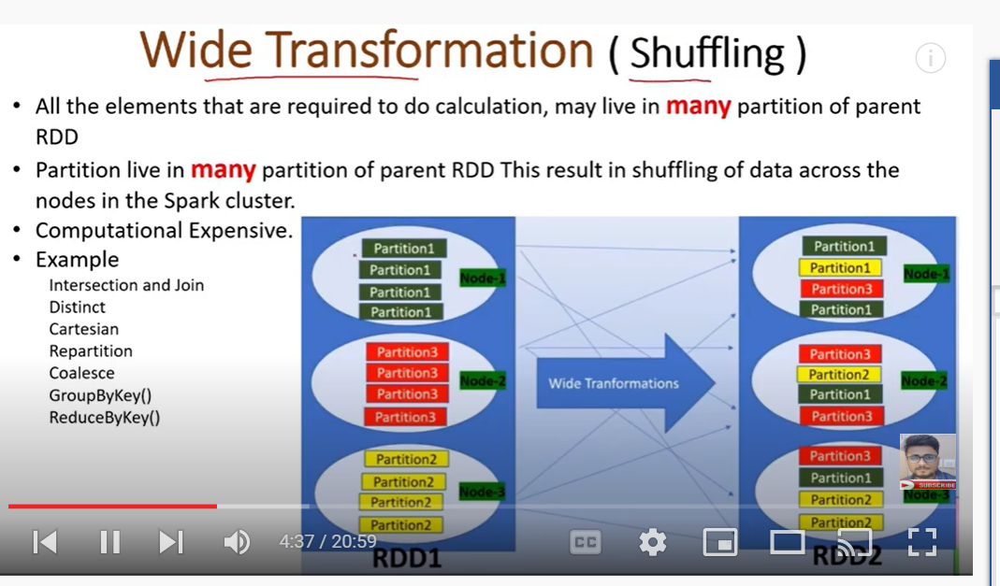 Wide Transformation ( Shuffling )
• All the elements that are required to do calculation, may live in many partition of parent
RDD
• Partition live in many partition of parent RDD This result in shuffling of data across the
nodes in the Spark cluster.
• Computational Expensive.
• Example
Intersection and Join
Distinct
Cartesian
Repartition
Coalesce
GroupByKey()
ReduceByKey()
Partition1
Partition1
Partition1
Partition1
Node-1
Partition3
Partition3
Partition3
Partition3
Node-2
Partition2
Partition2
Partition2
Partition2
Node-3
RDD1
Wide Tranformations
Partition1
Partition1
Partition3
Partition1
Node-1
Partition3
Partition2
Partition1
Partition3
Node-2
Partition3
Partition1
Partition2
Partition2
Node-3
RDD2
SUBSCRIBE
4:37 / 20:59
CC